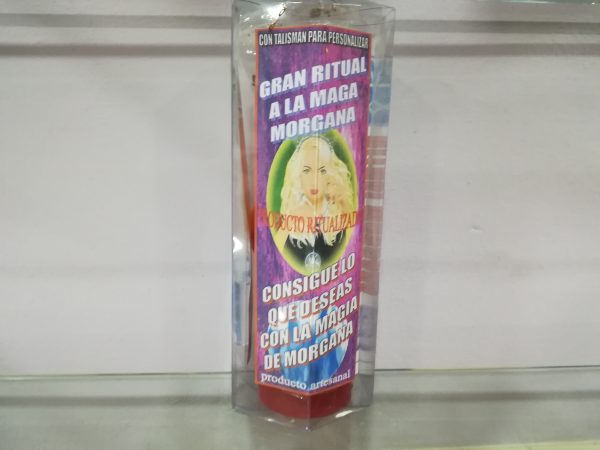 CON TALISMAN PARA PERSONALIZAR
GRAN RITUAL
A LA MAGA
MORGANA
PRODUCTO RITUALIZADO
CONSIGUE LO
QUE DESEAS
CON LA MAGIA
DE MORGANA
producto artesanal